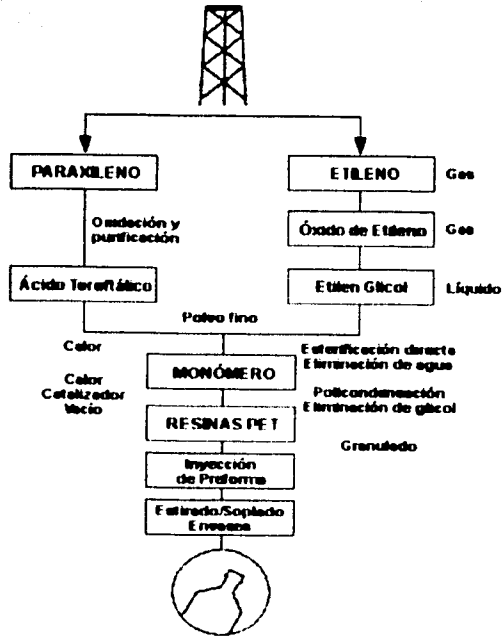 PARAXILENO
ETILENO
Gas
Oxidación y
purificación
Óxido de Etileno
Gas
Ácido Tereftálico
Etilen Glicol
Líquido
Polvo fino
Calor
Esterificación directa
Eliminación de agua
MONÓMERO
Calor
Catalizador
Vacío
Policondensación
Eliminación de glicol
RESINAS PET
Granulado
Inyección
de Preforma
Estirado/Soplado
Envases